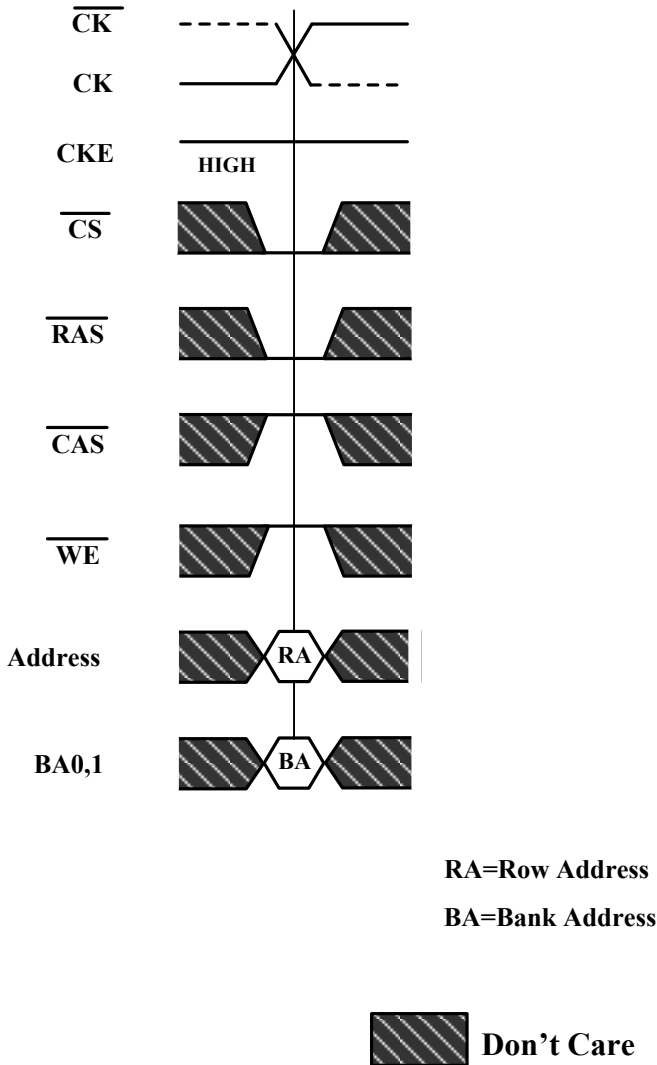 CK
CK
CKE
HIGH
CS
RAS
CAS
WE
Address
RA
BA0,1
BA
RA=Row Address
BA=Bank Address
Don't Care